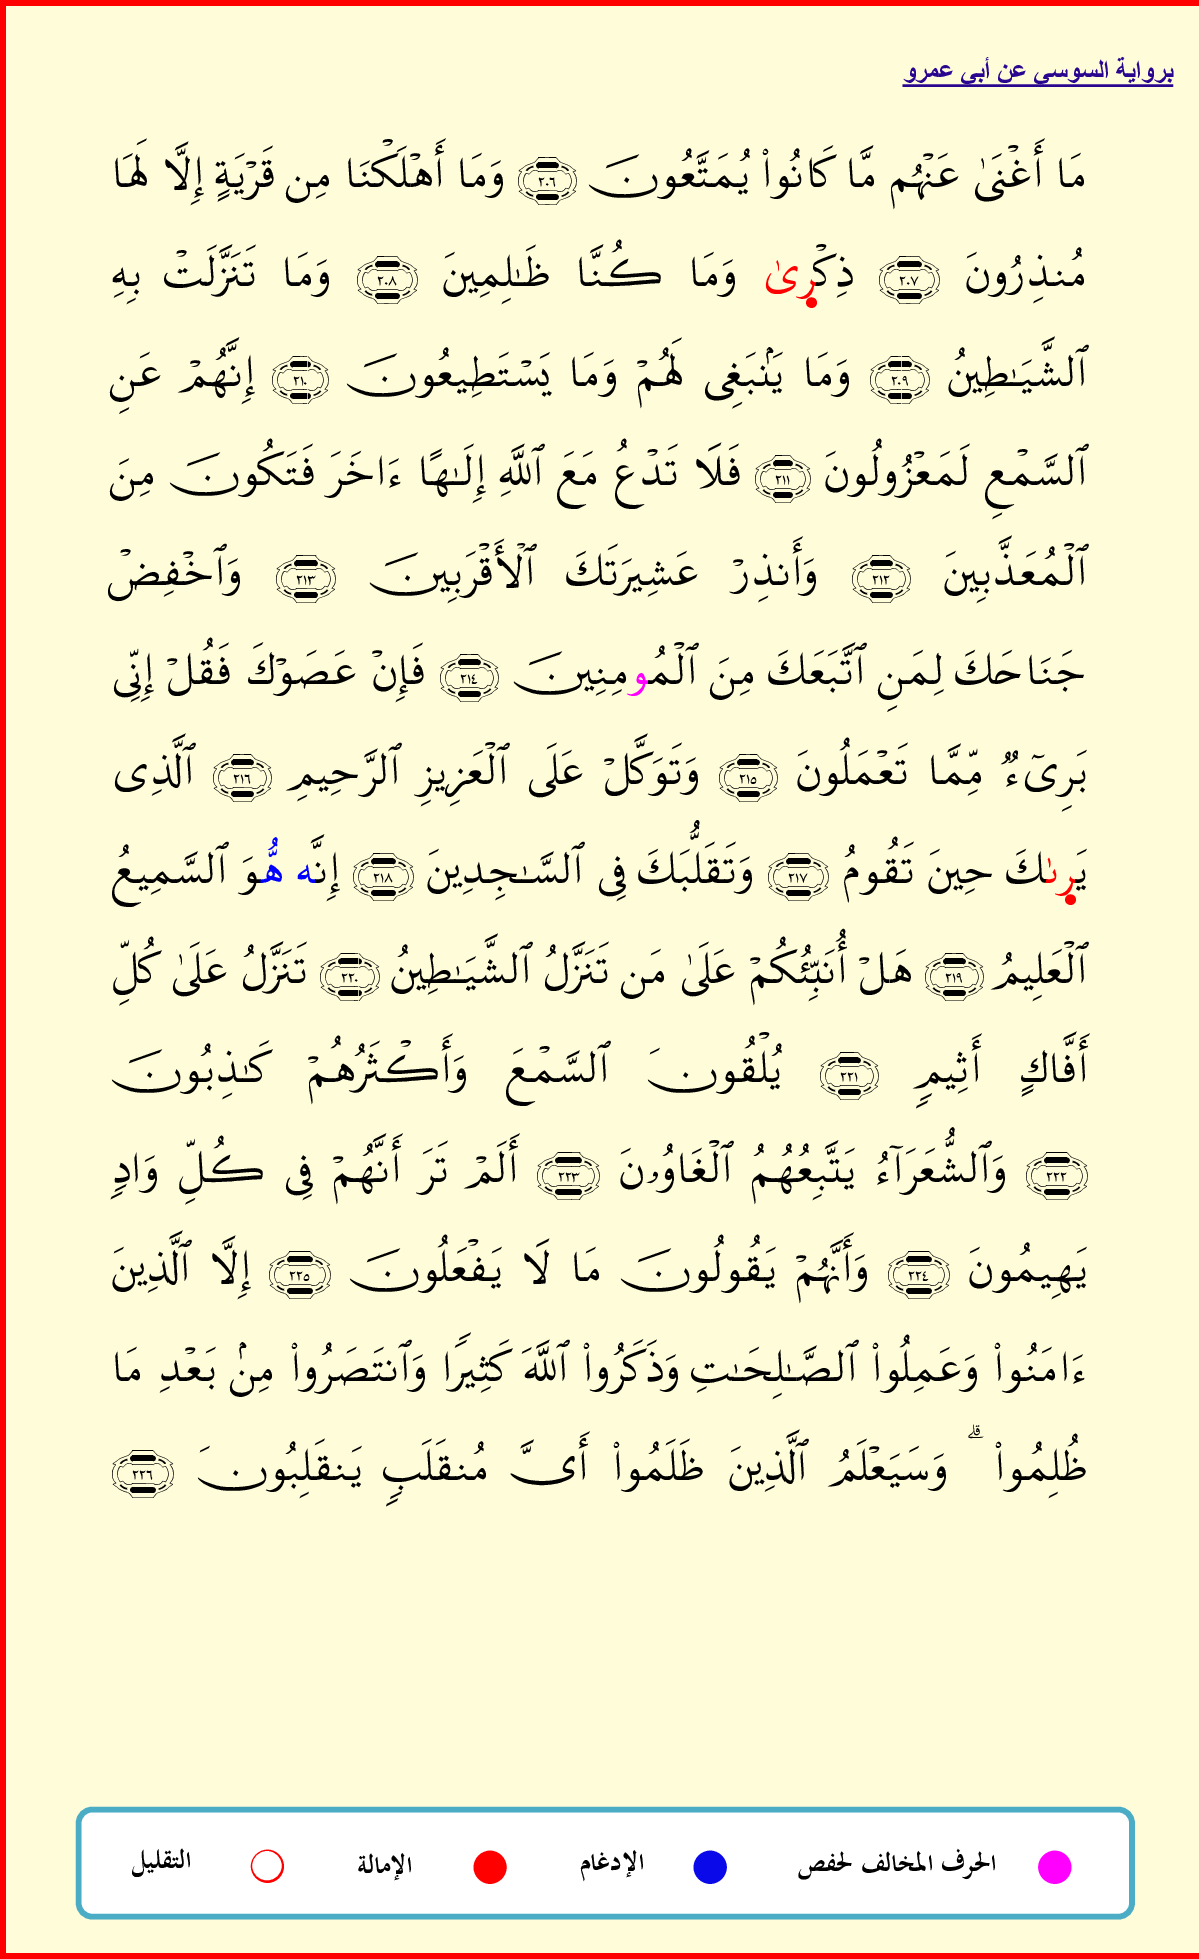 برواية السوسي عن أبي عمرو
مَا أَغْنَىٰ عَنْهُم مَّا كَانُوا۟ يُمَتَّعُونَ ٢٠٦ وَمَا أَهْلَكْنَا مِن قَرْيَةٍ إِلَّا لَهَا
مُنذِرُونَ ٢٠٧ ذِكْرِىٰ وَمَا كُنَّا ظَـٰلِمِينَ ٢٠٨ وَمَا تَنَزَّلَتْ بِهِ
ٱلشَّيَـٰطِينُ ٢٠٩ وَمَا يَنۢبَغِى لَهُمْ وَمَا يَسْتَطِيعُونَ ٢١٠ إِنَّهُمْ عَنِ
ٱلسَّمْعِ لَمَعْزُولُونَ ٢١١ فَلَا تَدْعُ مَعَ ٱللَّهِ إِلَـٰهًا ءَاخَرَ فَتَكُونَ مِنَ
ٱلْمُعَذَّبِينَ ٢١٢ وَأَنذِرْ عَشِيرَتَكَ ٱلْأَقْرَبِينَ ٢١٣ وَٱخْفِضْ
جَنَاحَكَ لِمَنِ ٱتَّبَعَكَ مِنَ ٱلْمُومِنِينَ ٢١٤ فَإِنْ عَصَوْكَ فَقُلْ إِنِّى
بَرِىٓءٌ مِّمَّا تَعْمَلُونَ ٢١٥ وَتَوَكَّلْ عَلَى ٱلْعَزِيزِ ٱلرَّحِيمِ ٢١٦ ٱلَّذِى
يَرِىٰكَ حِينَ تَقُومُ ٢١٧ وَتَقَلُّبَكَ فِى ٱلسَّـٰجِدِينَ ٢١٨ إِنَّه هُّوَ ٱلسَّمِيعُ
ٱلْعَلِيمُ ٢١٩ هَلْ أُنَبِّئُكُمْ عَلَىٰ مَن تَنَزَّلُ ٱلشَّيَـٰطِينُ ٢٢٠ تَنَزَّلُ عَلَىٰ كُلِّ
أَفَّاكٍ أَثِيمٍ ٢٢١ يُلْقُونَ ٱلسَّمْعَ وَأَكْثَرُهُمْ كَـٰذِبُونَ
٢٢٢ وَٱلشُّعَرَآءُ يَتَّبِعُهُمُ ٱلْغَاوُۥنَ ٢٢٣ أَلَمْ تَرَ أَنَّهُمْ فِى كُلِّ وَادٍ
يَهِيمُونَ ٢٢٤ وَأَنَّهُمْ يَقُولُونَ مَا لَا يَفْعَلُونَ ٢٢٥ إِلَّا ٱلَّذِينَ
ءَامَنُوا۟ وَعَمِلُوا۟ ٱلصَّـٰلِحَـٰتِ وَذَكَرُوا۟ ٱللَّهَ كَثِيرًا وَٱنتَصَرُوا۟ مِنۢ بَعْدِ مَا
ظُلِمُوا۟ ۗ وَسَيَعْلَمُ ٱلَّذِينَ ظَلَمُوا۟ أَىَّ مُنقَلَبٍ يَنقَلِبُونَ ٢٢٦
الحرف المخالف لحفص الإدغام الإمالة التقليل